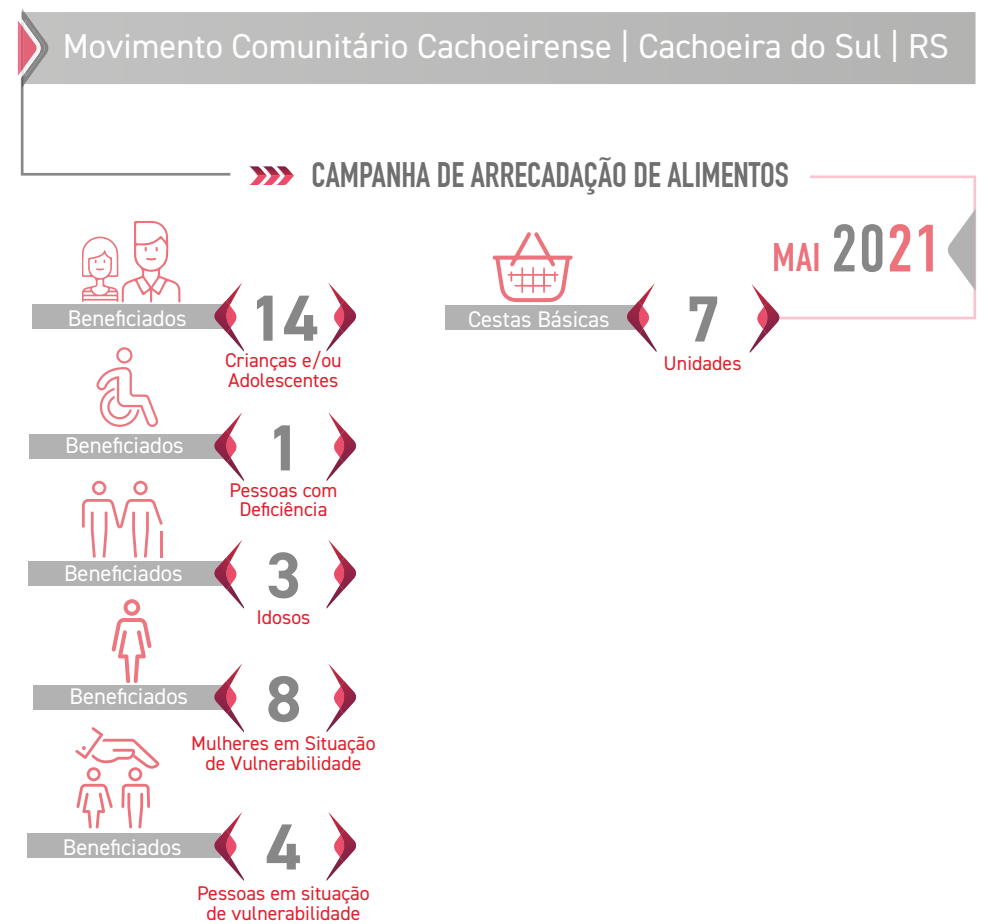 Movimento Comunitário Cachoeirense | Cachoeira do Sul | RS
CAMPANHA DE ARRECADAÇÃO DE ALIMENTOS
MAI 2021
Beneficiados
14
Crianças e/ou
Adolescentes
Cestas Básicas
7
Unidades
Beneficiados
1
Pessoas com
Deficiência
Beneficiados
3
Idosos
Beneficiados
8
Mulheres em Situação
de Vulnerabilidade
Beneficiados
4
Pessoas em situação
de vulnerabilidade